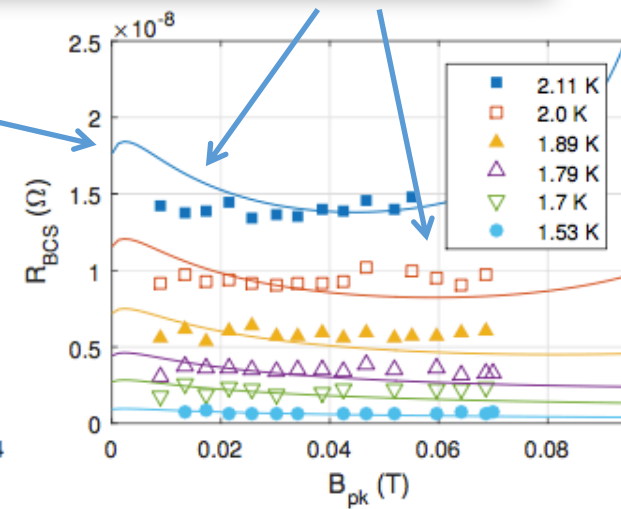 ×10⁻⁸
2.5
2
1.5
1
0.5
0
R_BCS (Ω)
2.11 K
2.0 K
1.89 K
1.79 K
1.7 K
1.53 K
0 0.02 0.04 0.06 0.08
B_pk (T)